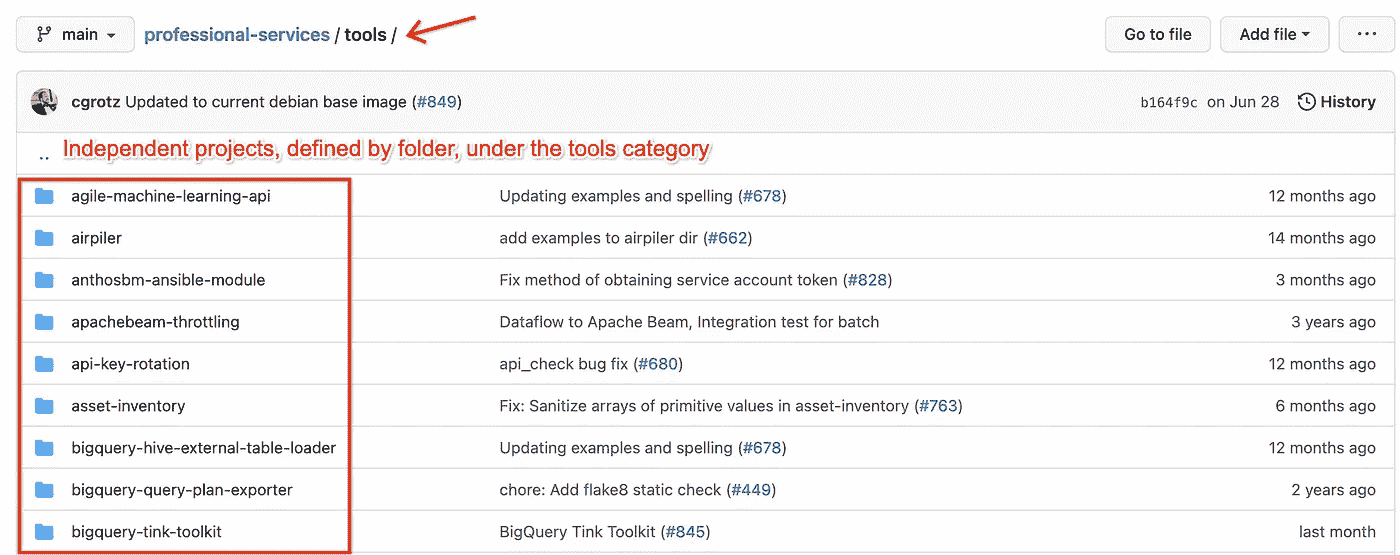 main professional-services / tools / Go to file Add file ...
cgrotz Updated to current debian base image (#849) b164f9c on Jun 28 History
.. Independent projects, defined by folder, under the tools category
agile-machine-learning-api Updating examples and spelling (#678) 12 months ago
airpiler add examples to airpiler dir (#662) 14 months ago
anthosbm-ansible-module Fix method of obtaining service account token (#828) 3 months ago
apachebeam-throttling Dataflow to Apache Beam, Integration test for batch 3 years ago
api-key-rotation api_check bug fix (#680) 12 months ago
asset-inventory Fix: Sanitize arrays of primitive values in asset-inventory (#763) 6 months ago
bigquery-hive-external-table-loader Updating examples and spelling (#678) 12 months ago
bigquery-query-plan-exporter chore: Add flake8 static check (#449) 2 years ago
bigquery-tink-toolkit BigQuery Tink Toolkit (#845) last month